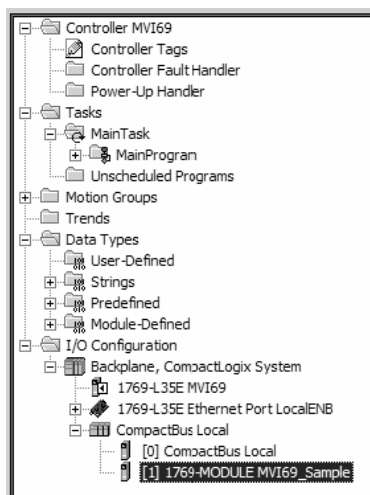 Controller MVI69
Controller Tags
Controller Fault Handler
Power-Up Handler
Tasks
MainTask
MainProgram
Unscheduled Programs
Motion Groups
Trends
Data Types
User-Defined
Strings
Predefined
Module-Defined
I/O Configuration
Backplane, CompactLogix System
1769-L35E MVI69
1769-L35E Ethernet Port LocalENB
CompactBus Local
[0] CompactBus Local
[1] 1769-MODULE MVI69_Sample